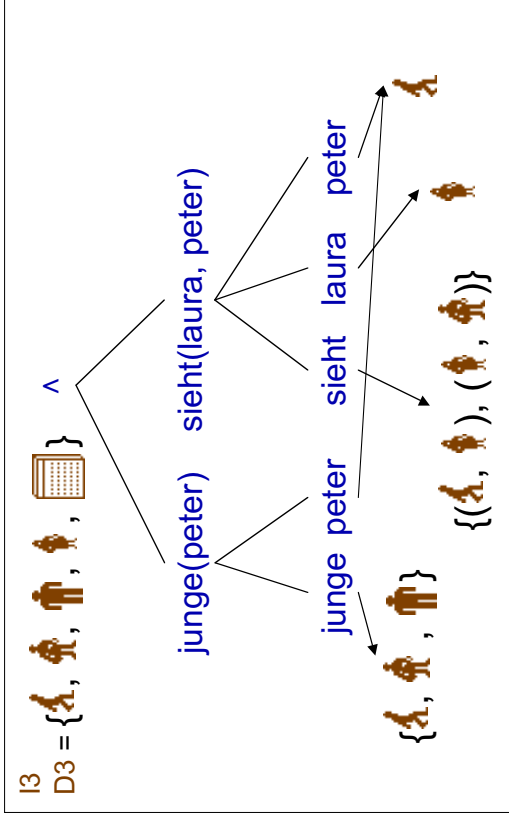 I3
D3 = { , , , , }
∧
junge(peter) sieht(laura, peter)
junge peter sieht laura peter
{ , , }
{( , ), ( , )}